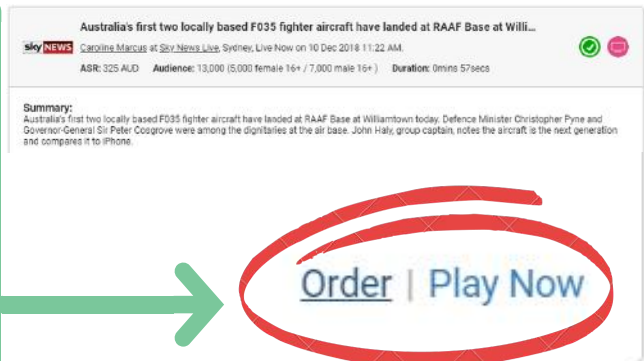 Australia's first two locally based F035 fighter aircraft have landed at RAAF Base at Willi...
sky NEWS
Caroline Marcus at Sky News Live, Sydney, Live Now on 10 Dec 2018 11:22 AM.
ASR: 325 AUD Audience: 13,000 (5,000 female 16+ / 7,000 male 16+ ) Duration: 0mins 57secs
Summary:
Australia's first two locally based F035 fighter aircraft have landed at RAAF Base at Williamtown today. Defence Minister Christopher Pyne and
Governor-General Sir Peter Cosgrove were among the dignitaries at the air base. John Haly, group captain, notes the aircraft is the next generation
and compares it to iPhone.
Order | Play Now